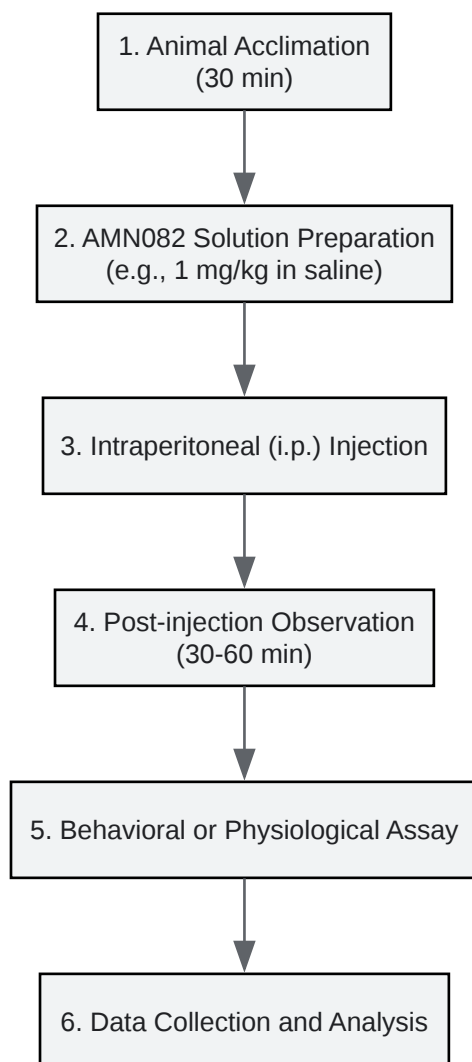 1. Animal Acclimation
(30 min)
2. AMN082 Solution Preparation
(e.g., 1 mg/kg in saline)
3. Intraperitoneal (i.p.) Injection
4. Post-injection Observation
(30-60 min)
5. Behavioral or Physiological Assay
6. Data Collection and Analysis